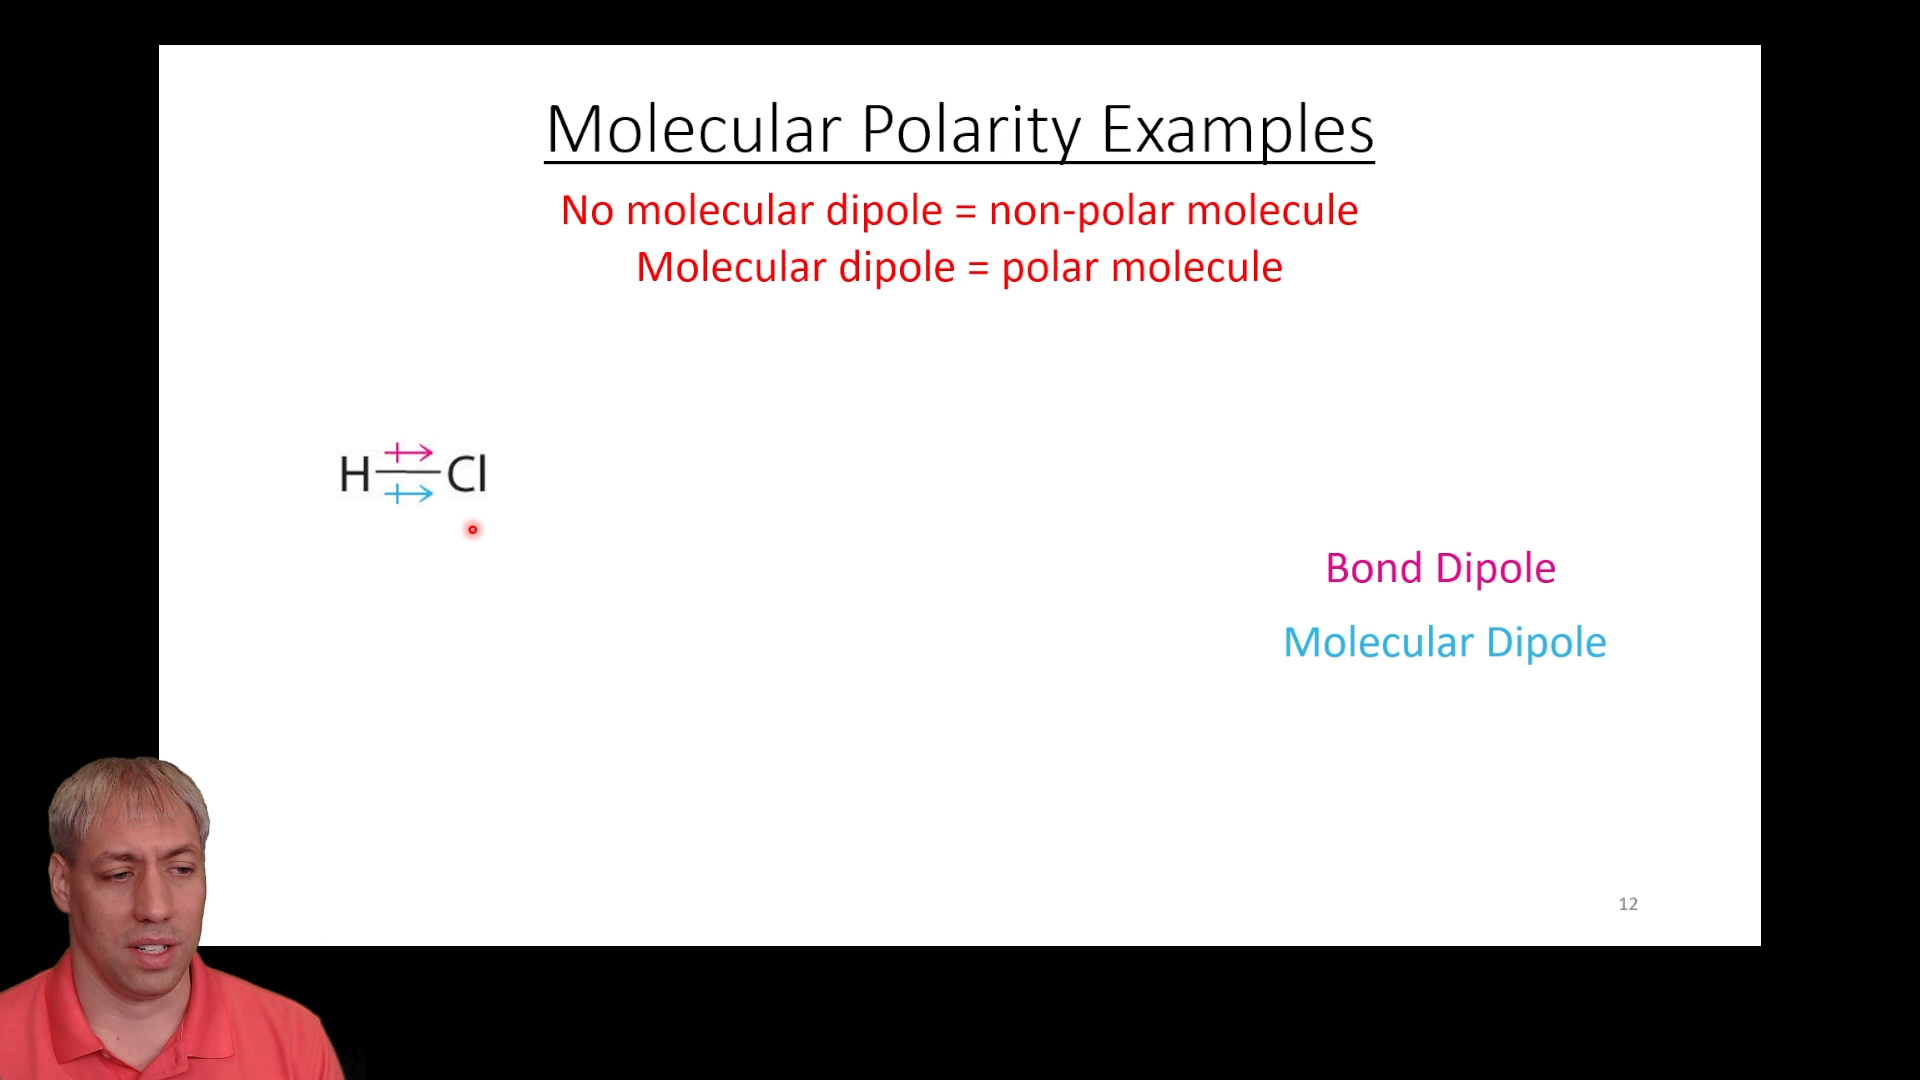 Molecular Polarity Examples
No molecular dipole = non-polar molecule
Molecular dipole = polar molecule
H Cl
Bond Dipole
Molecular Dipole
12